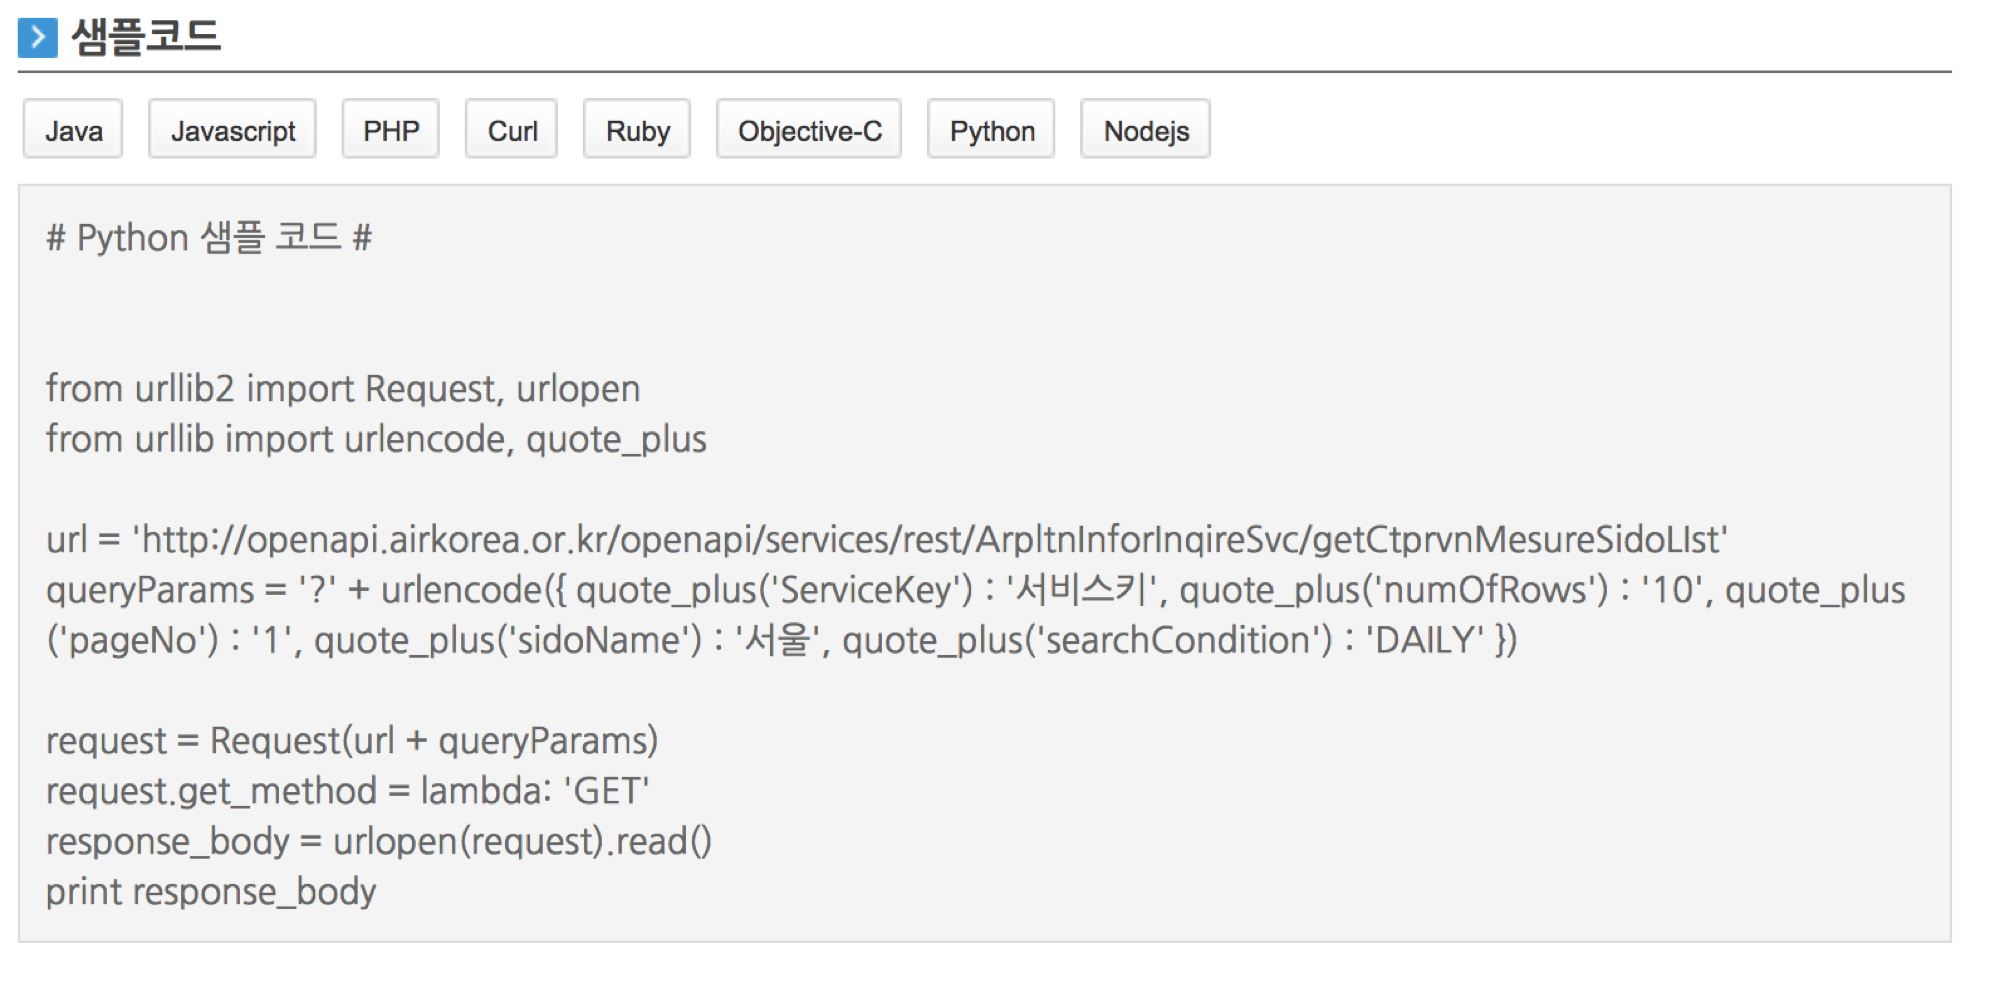 샘플코드
Java Javascript PHP Curl Ruby Objective-C Python Nodejs
# Python 샘플 코드 #
from urllib2 import Request, urlopen
from urllib import urlencode, quote_plus
url = 'http://openapi.airkorea.or.kr/openapi/services/rest/ArpltnInforInqireSvc/getCtprvnMesureSidoLIst'
queryParams = '?' + urlencode({ quote_plus('ServiceKey') : '서비스키', quote_plus('numOfRows') : '10', quote_plus
('pageNo') : '1', quote_plus('sidoName') : '서울', quote_plus('searchCondition') : 'DAILY' })
request = Request(url + queryParams)
request.get_method = lambda: 'GET'
response_body = urlopen(request).read()
print response_body